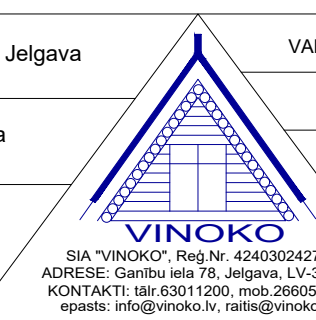 Jelgava
VINOKO
SIA "VINOKO", Reģ.Nr. 4240302427
ADRESE: Ganību iela 78, Jelgava, LV-3
KONTAKTI: tālr.63011200, mob.26605
epasts: info@vinoko.lv, raitis@vinoko